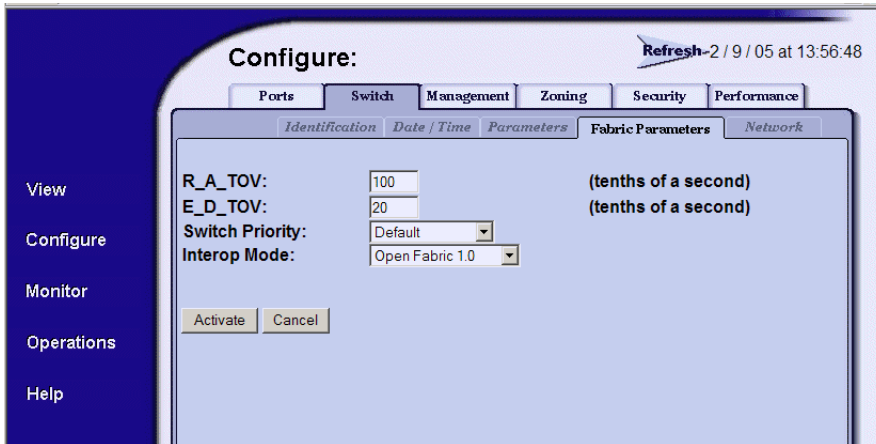 Configure:
Refresh-2 / 9 / 05 at 13:56:48
Ports Switch Management Zoning Security Performance
Identification Date / Time Parameters Fabric Parameters Network
View
Configure
Monitor
Operations
Help
R_A_TOV: 100 (tenths of a second)
E_D_TOV: 20 (tenths of a second)
Switch Priority: Default
Interop Mode: Open Fabric 1.0
Activate Cancel